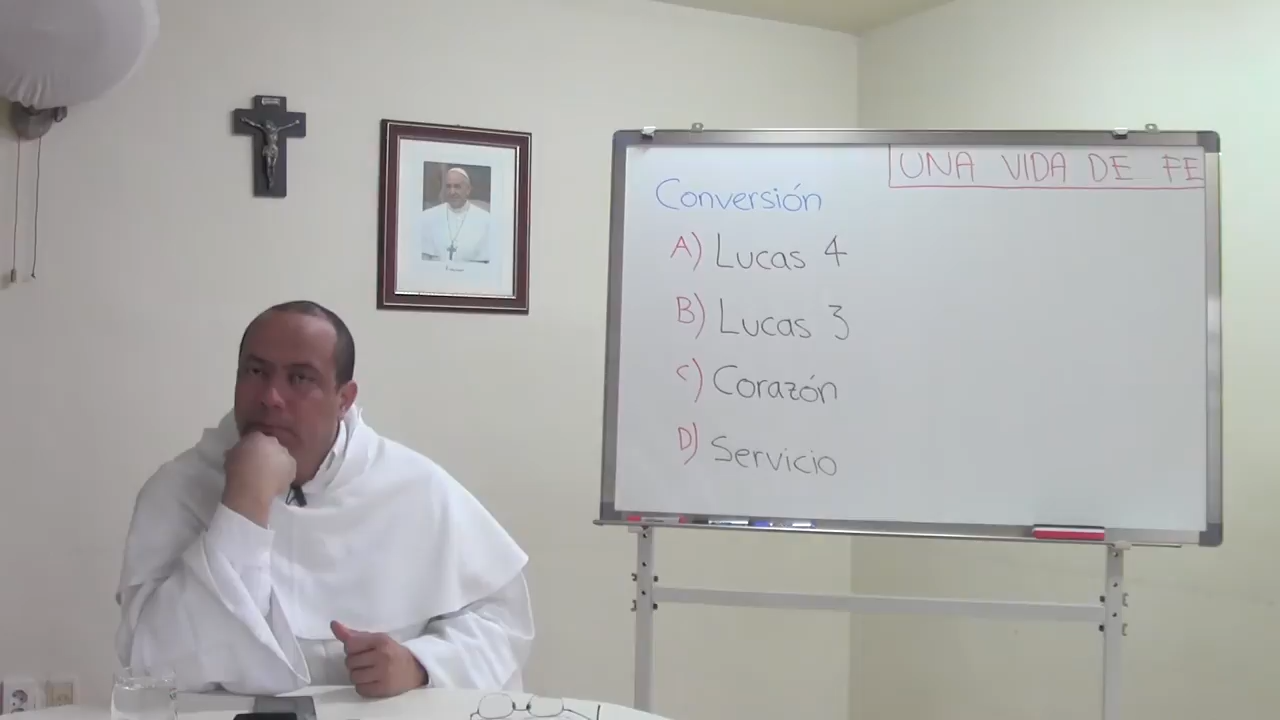 UNA VIDA DE FE
Conversión
A) Lucas 4
B) Lucas 3
C) Corazón
D) Servicio